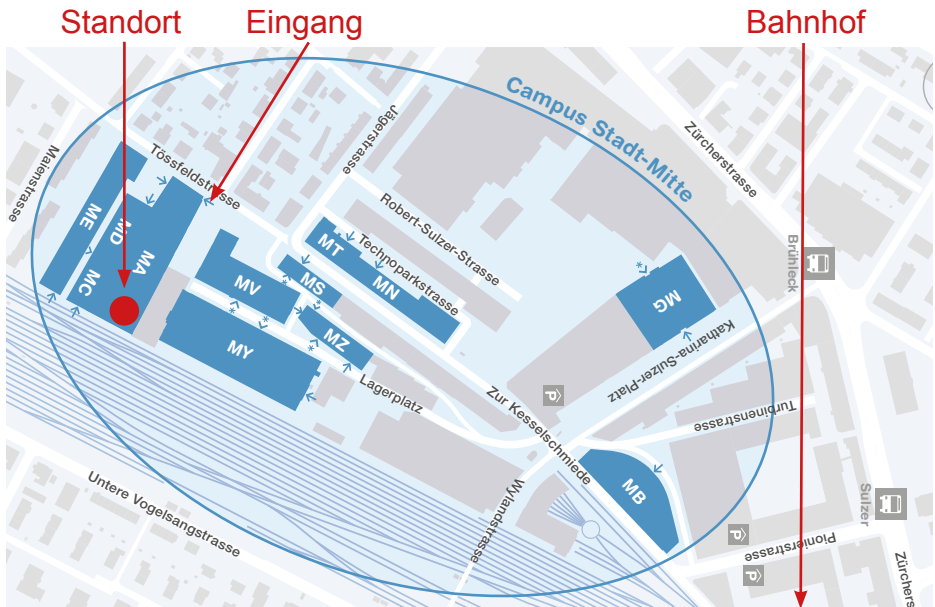 Standort
Eingang
Bahnhof
Campus Stadt-Mitte
Zürcherstrasse
Jägerstrasse
Tössfeldstrasse
Maienstrasse
Robert-Sulzer-Strasse
Technoparkstrasse
ME
MD
MA
MC
MT
MN
MS
MV
MG
MZ
MY
Brühleck
Katharina-Sulzer-Platz
Lagerplatz
Zur Kesselschmiede
Turbinenstrasse
P
MB
Untere Vogelsangstrasse
Wylandstrasse
Sulzer
Pionierstrasse
P
P
Zürchers